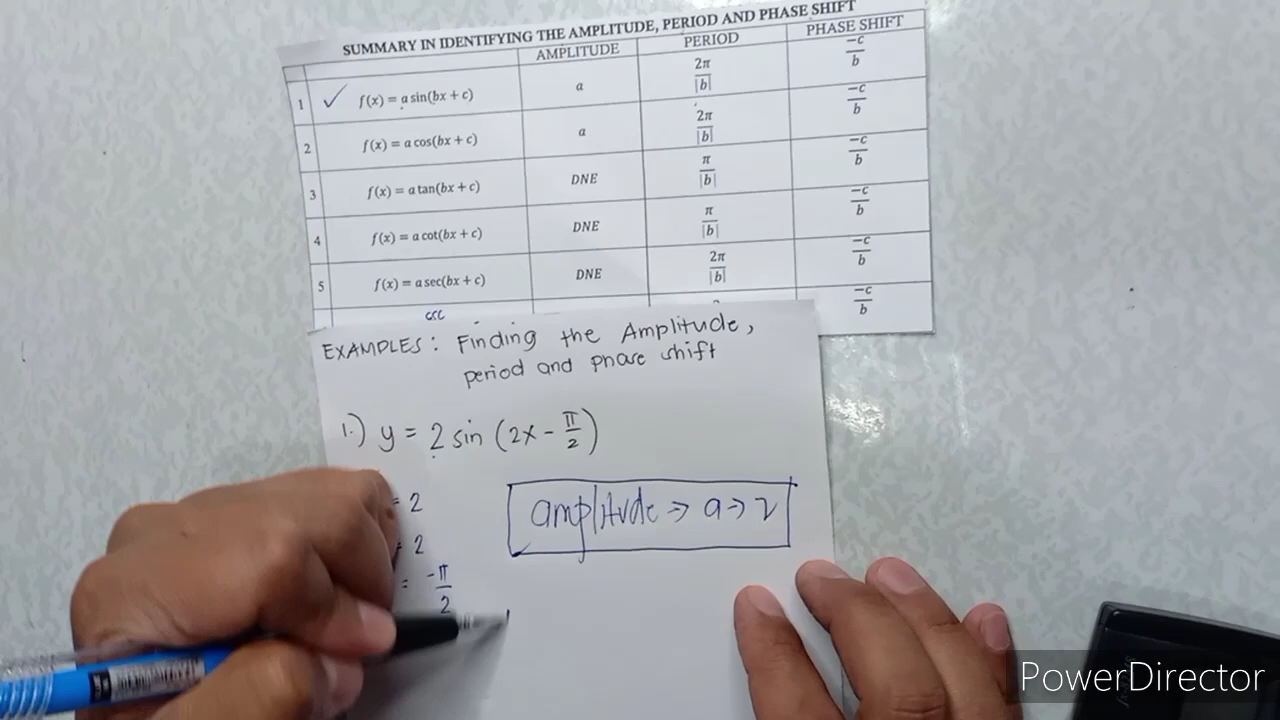 SUMMARY IN IDENTIFYING THE AMPLITUDE, PERIOD AND PHASE SHIFT
AMPLITUDE PERIOD PHASE SHIFT
1 ✓ f(x) = a sin(bx + c) a 2π/|b| −c/b
2 f(x) = a cos(bx + c) a 2π/|b| −c/b
3 f(x) = a tan(bx + c) DNE π/|b| −c/b
4 f(x) = a cot(bx + c) DNE π/|b| −c/b
5 f(x) = a sec(bx + c) DNE 2π/|b| −c/b
csc −c/b
EXAMPLES: Finding the Amplitude,
period and phase shift
1.) y = 2 sin (2x - π/2)
= 2
amplitude => a => 2
= 2
= -π/2
PowerDirector